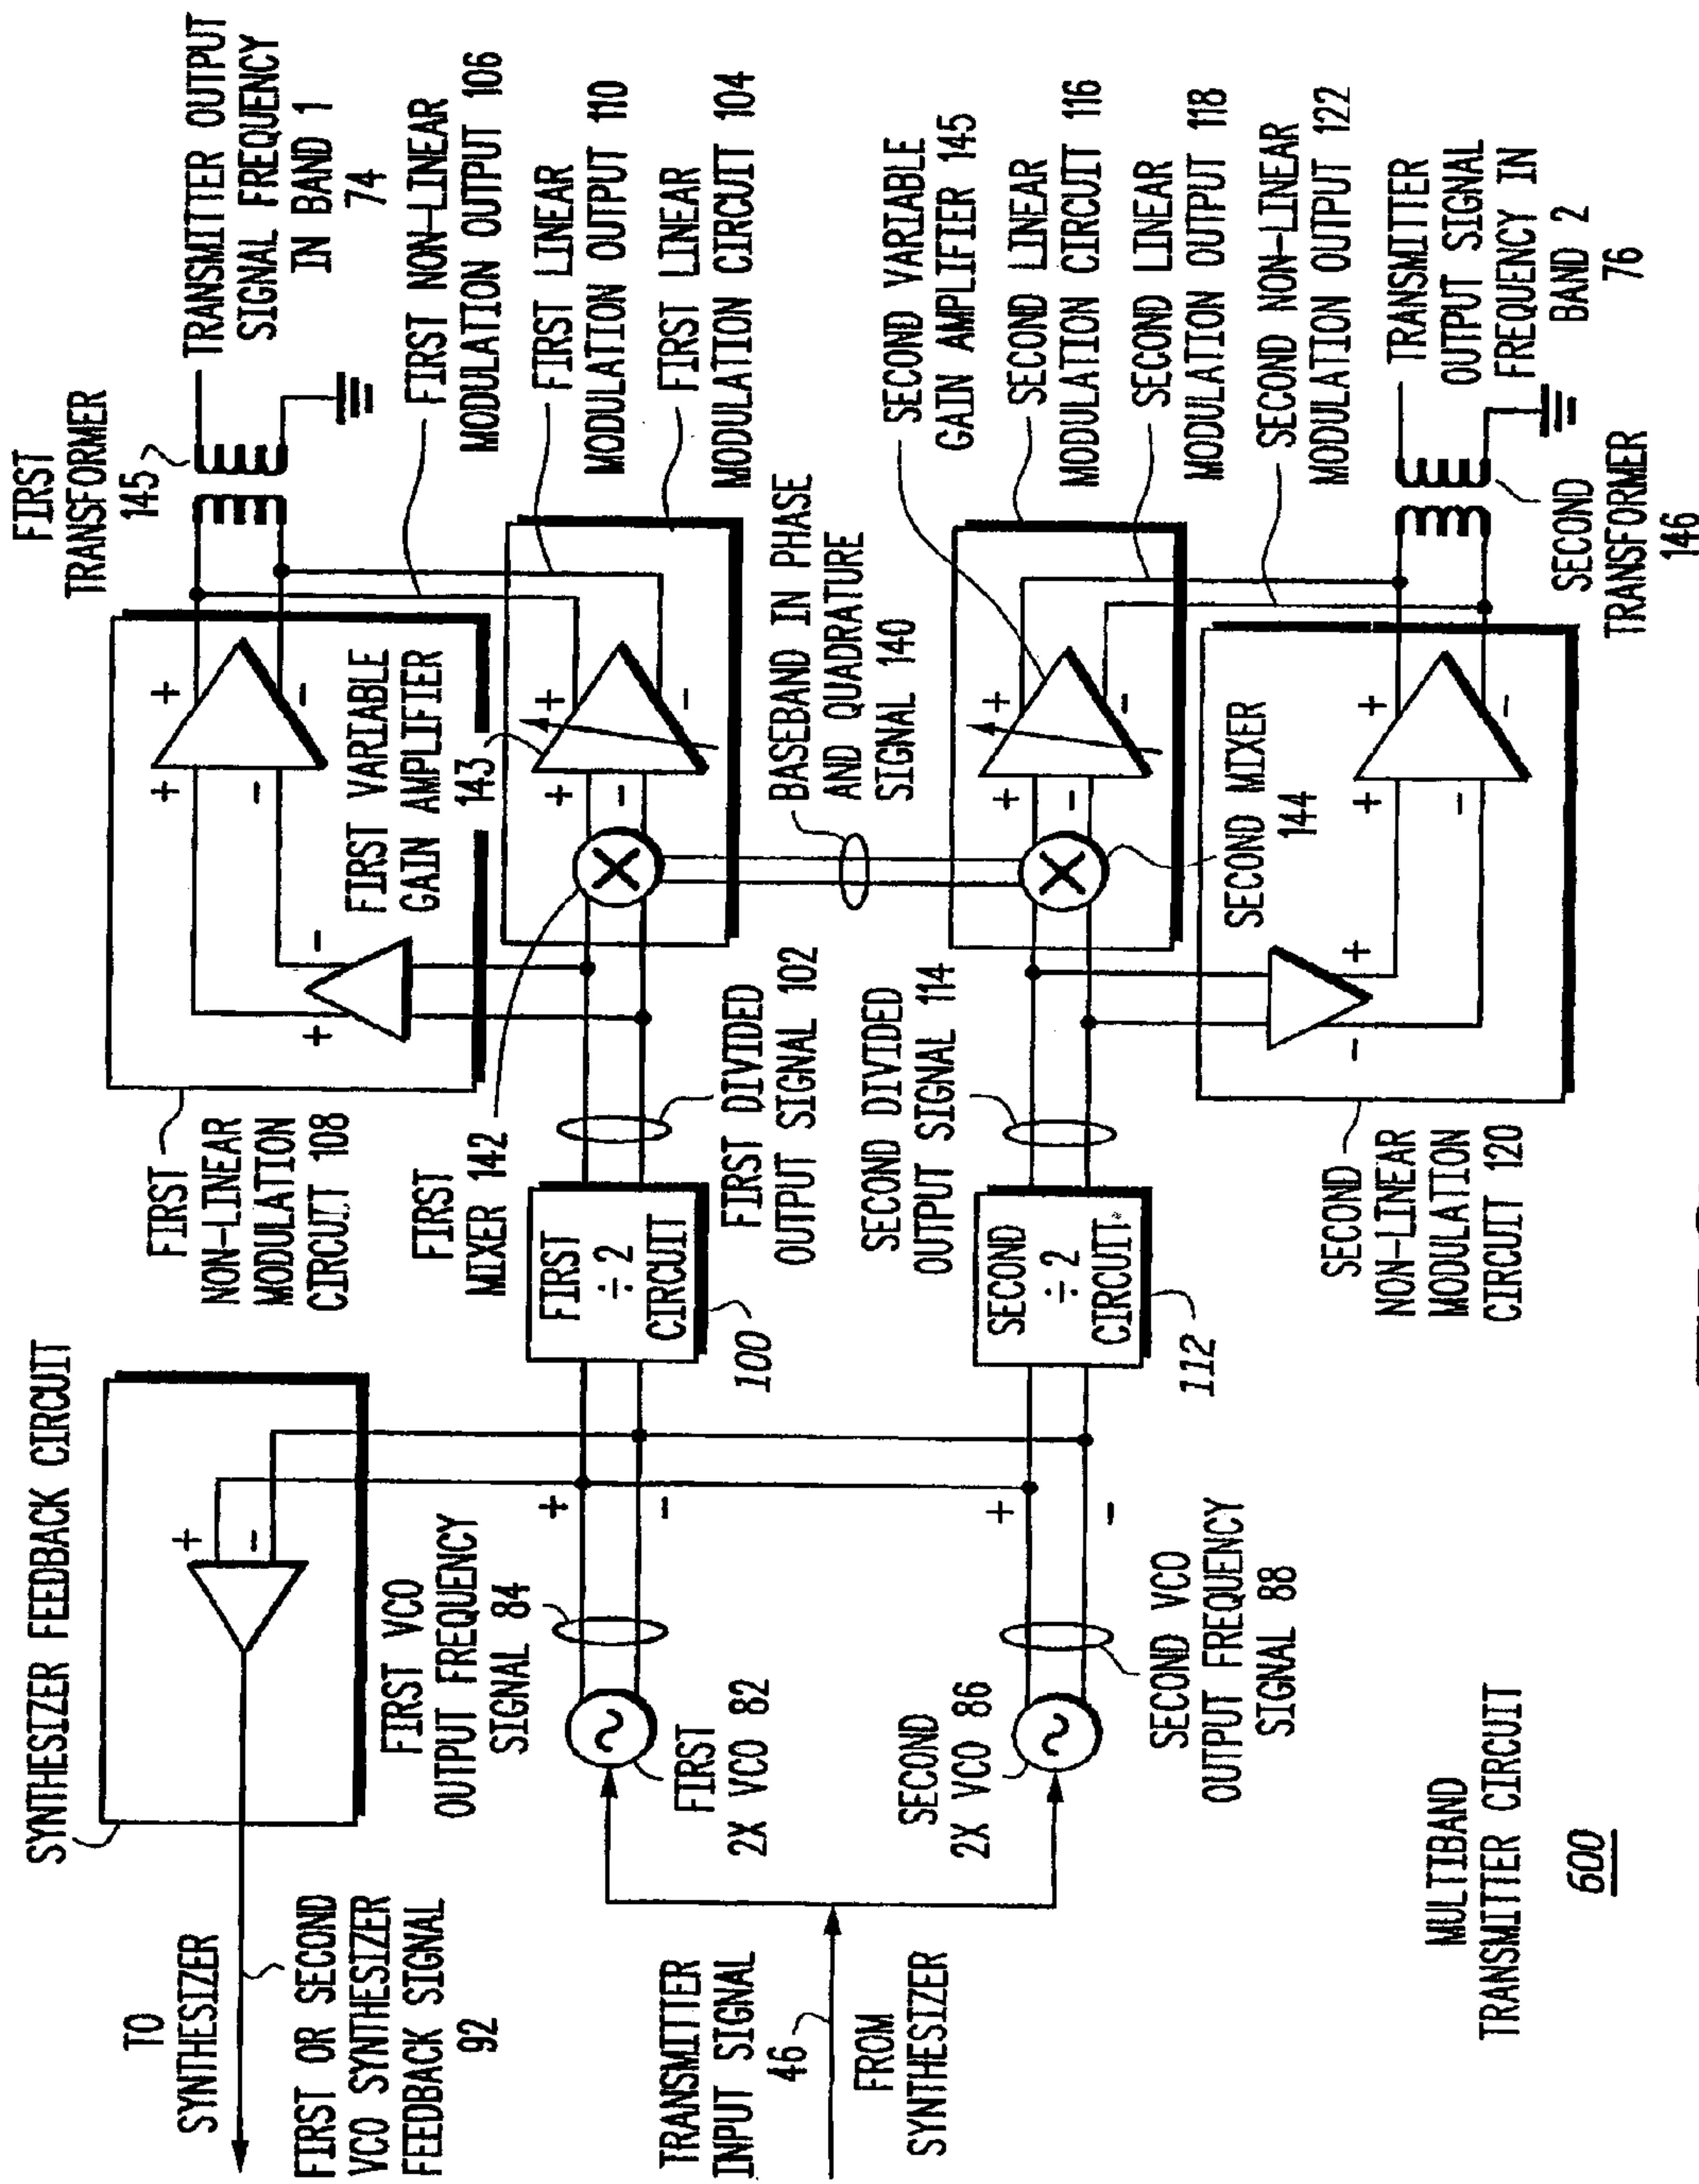 TO
SYNTHESIZER
FIRST OR SECOND
VCO SYNTHESIZER
FEEDBACK SIGNAL
92
SYNTHESIZER FEEDBACK CIRCUIT
+
-
TRANSMITTER
INPUT SIGNAL
46
FROM
SYNTHESIZER
FIRST VCO
OUTPUT FREQUENCY
SIGNAL 84
+
-
FIRST
2X VCO 82
SECOND
2X VCO 86
+
-
SECOND VCO
OUTPUT FREQUENCY
SIGNAL 88
FIRST
÷ 2
CIRCUIT
100
SECOND
÷ 2
CIRCUIT
112
FIRST
NON-LINEAR
MODULATION
CIRCUIT 108
FIRST
MIXER 142
FIRST DIVIDED
OUTPUT SIGNAL 102
SECOND DIVIDED
OUTPUT SIGNAL 114
SECOND
NON-LINEAR
MODULATION
CIRCUIT 120
+
-
+
-
+
-
FIRST VARIABLE
GAIN AMPLIFIER
143
+
-
+
-
BASEBAND IN PHASE
AND QUADRATURE
SIGNAL 140
+
-
+
-
SECOND MIXER
144
-
+
+
-
+
-
FIRST
TRANSFORMER
145
TRANSMITTER OUTPUT
SIGNAL FREQUENCY
IN BAND 1
74
FIRST NON-LINEAR
MODULATION OUTPUT 106
FIRST LINEAR
MODULATION OUTPUT 110
FIRST LINEAR
MODULATION CIRCUIT 104
SECOND VARIABLE
GAIN AMPLIFIER 145
SECOND LINEAR
MODULATION CIRCUIT 116
SECOND LINEAR
MODULATION OUTPUT 118
SECOND NON-LINEAR
MODULATION OUTPUT 122
TRANSMITTER
OUTPUT SIGNAL
FREQUENCY IN
BAND 2
76
SECOND
TRANSFORMER
146
MULTIBAND
TRANSMITTER CIRCUIT
600